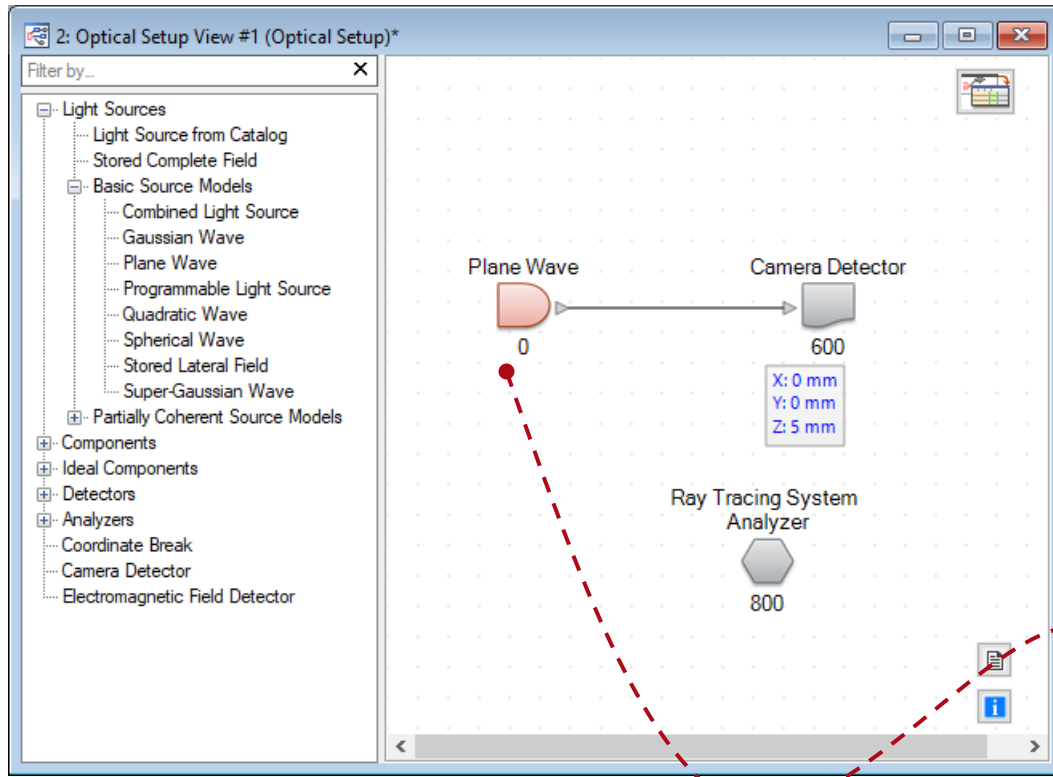 2: Optical Setup View #1 (Optical Setup)*
Filter by...
Light Sources
Light Source from Catalog
Stored Complete Field
Basic Source Models
Combined Light Source
Gaussian Wave
Plane Wave
Programmable Light Source
Quadratic Wave
Spherical Wave
Stored Lateral Field
Super-Gaussian Wave
Partially Coherent Source Models
Components
Ideal Components
Detectors
Analyzers
Coordinate Break
Camera Detector
Electromagnetic Field Detector
Plane Wave
0
Camera Detector
600
X: 0 mm
Y: 0 mm
Z: 5 mm
Ray Tracing System
Analyzer
800